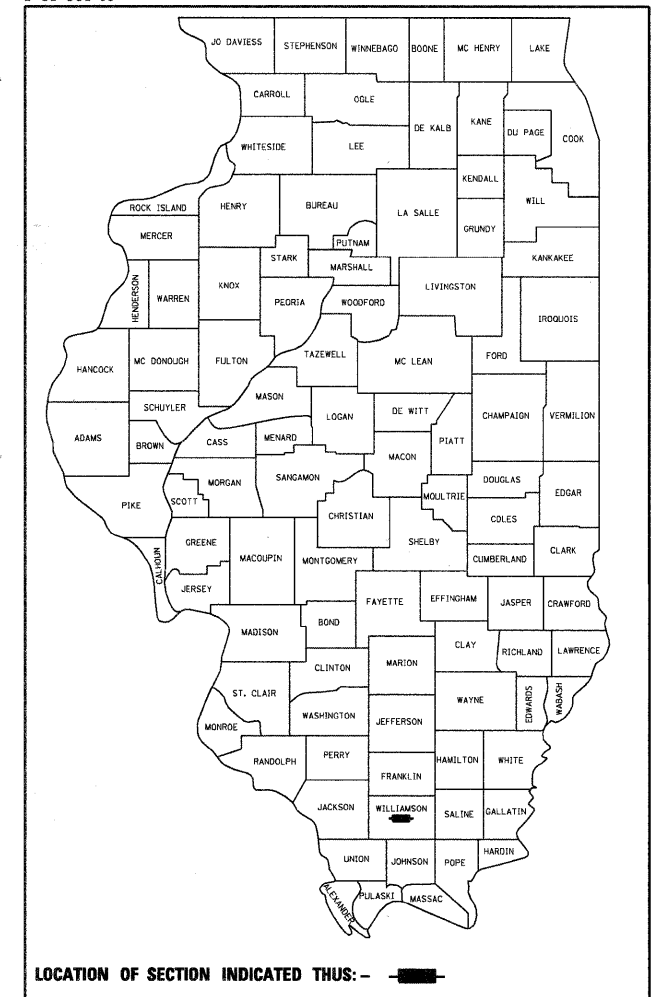 JO DAVIESS
STEPHENSON
WINNEBAGO
BOONE
MC HENRY
LAKE
CARROLL
OGLE
DE KALB
KANE
DU PAGE
COOK
WHITESIDE
LEE
KENDALL
WILL
ROCK ISLAND
HENRY
BUREAU
LA SALLE
GRUNDY
MERCER
PUTNAM
STARK
MARSHALL
KANKAKEE
HENDERSON
WARREN
KNOX
PEORIA
WOODFORD
LIVINGSTON
IROQUOIS
HANCOCK
MC DONOUGH
FULTON
TAZEWELL
MC LEAN
FORD
MASON
SCHUYLER
LOGAN
DE WITT
CHAMPAIGN
VERMILION
ADAMS
BROWN
CASS
MENARD
MACON
PIATT
SANGAMON
MORGAN
SCOTT
PIKE
CHRISTIAN
MOULTRIE
DOUGLAS
EDGAR
COLES
SHELBY
GREENE
MACOUPIN
MONTGOMERY
CUMBERLAND
CLARK
CALHOUN
JERSEY
FAYETTE
EFFINGHAM
JASPER
CRAWFORD
MADISON
BOND
CLAY
RICHLAND
LAWRENCE
CLINTON
MARION
ST. CLAIR
WAYNE
EDWARDS
WABASH
WASHINGTON
JEFFERSON
MONROE
RANDOLPH
PERRY
HAMILTON
WHITE
FRANKLIN
JACKSON
WILLIAMSON
SALINE
GALLATIN
UNION
JOHNSON
POPE
HARDIN
ALEXANDER
PULASKI
MASSAC
LOCATION OF SECTION INDICATED THUS: -